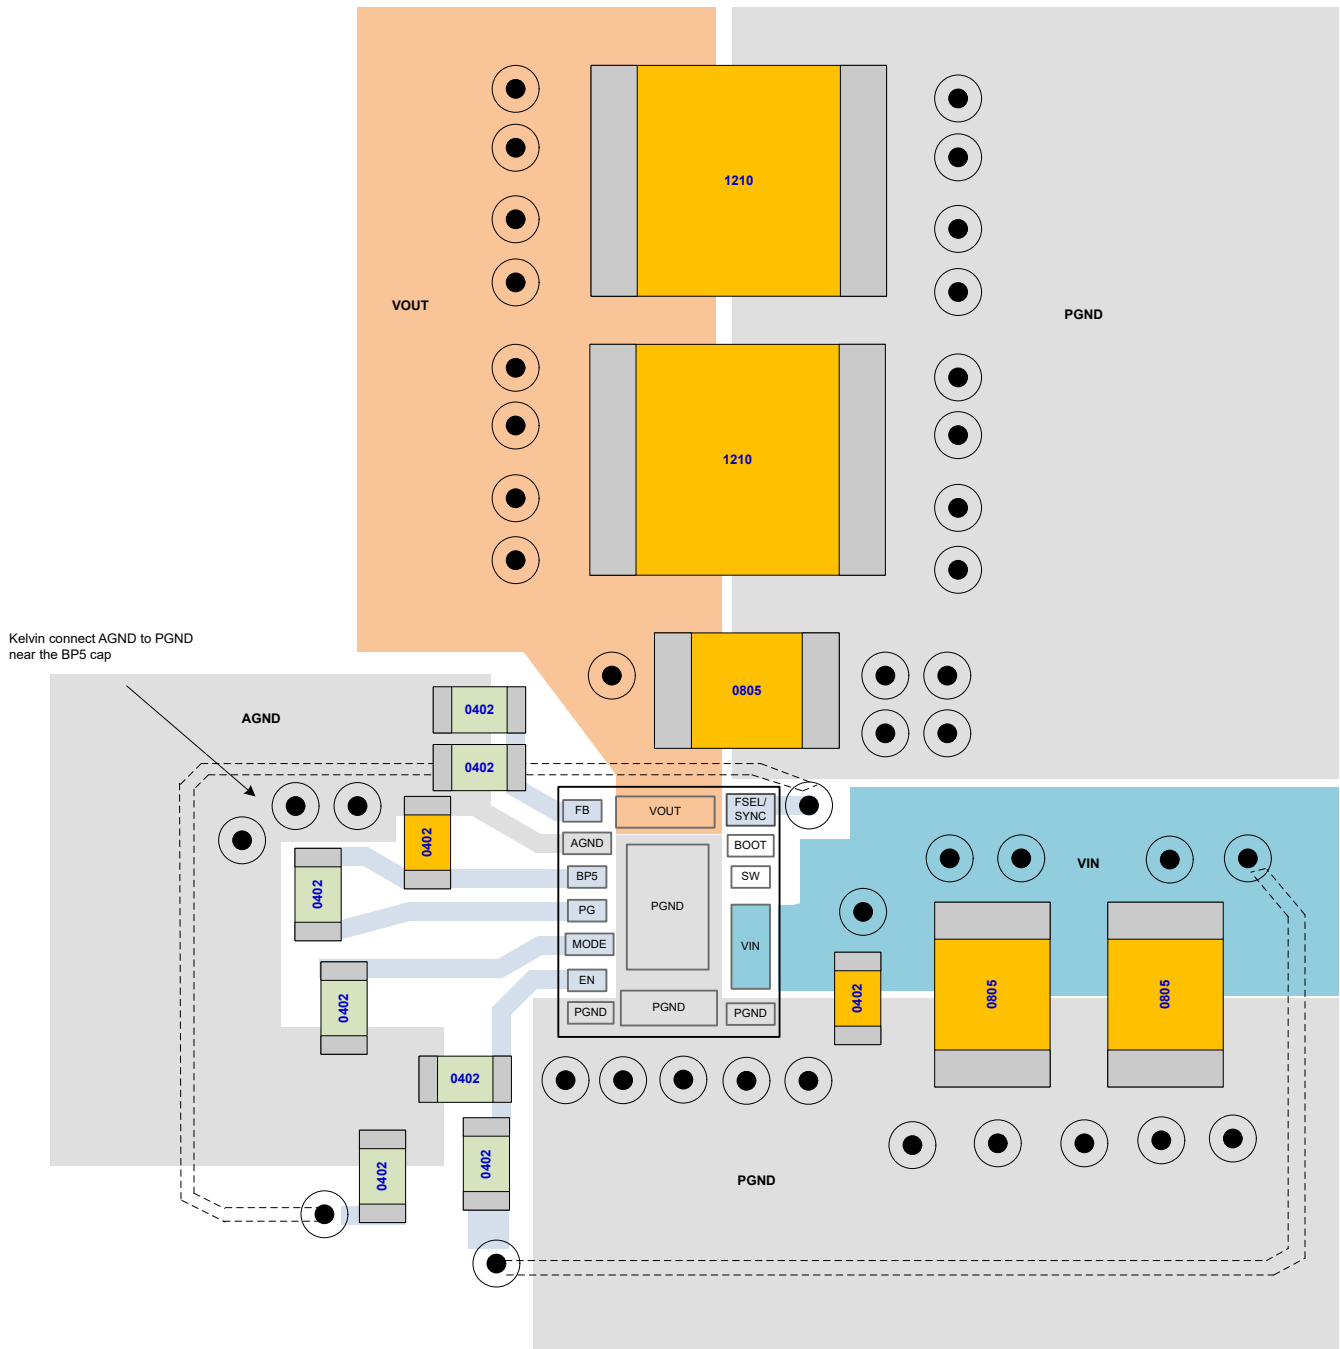 1210
VOUT
PGND
1210
Kelvin connect AGND to PGND
near the BP5 cap
0805
0402
AGND
0402
FB
VOUT
FSEL/
SYNC
0402
AGND
BOOT
VIN
BP5
SW
0402
PG
PGND
MODE
VIN
EN
0402
0402
0805
0805
PGND
PGND
PGND
0402
0402
0402
PGND